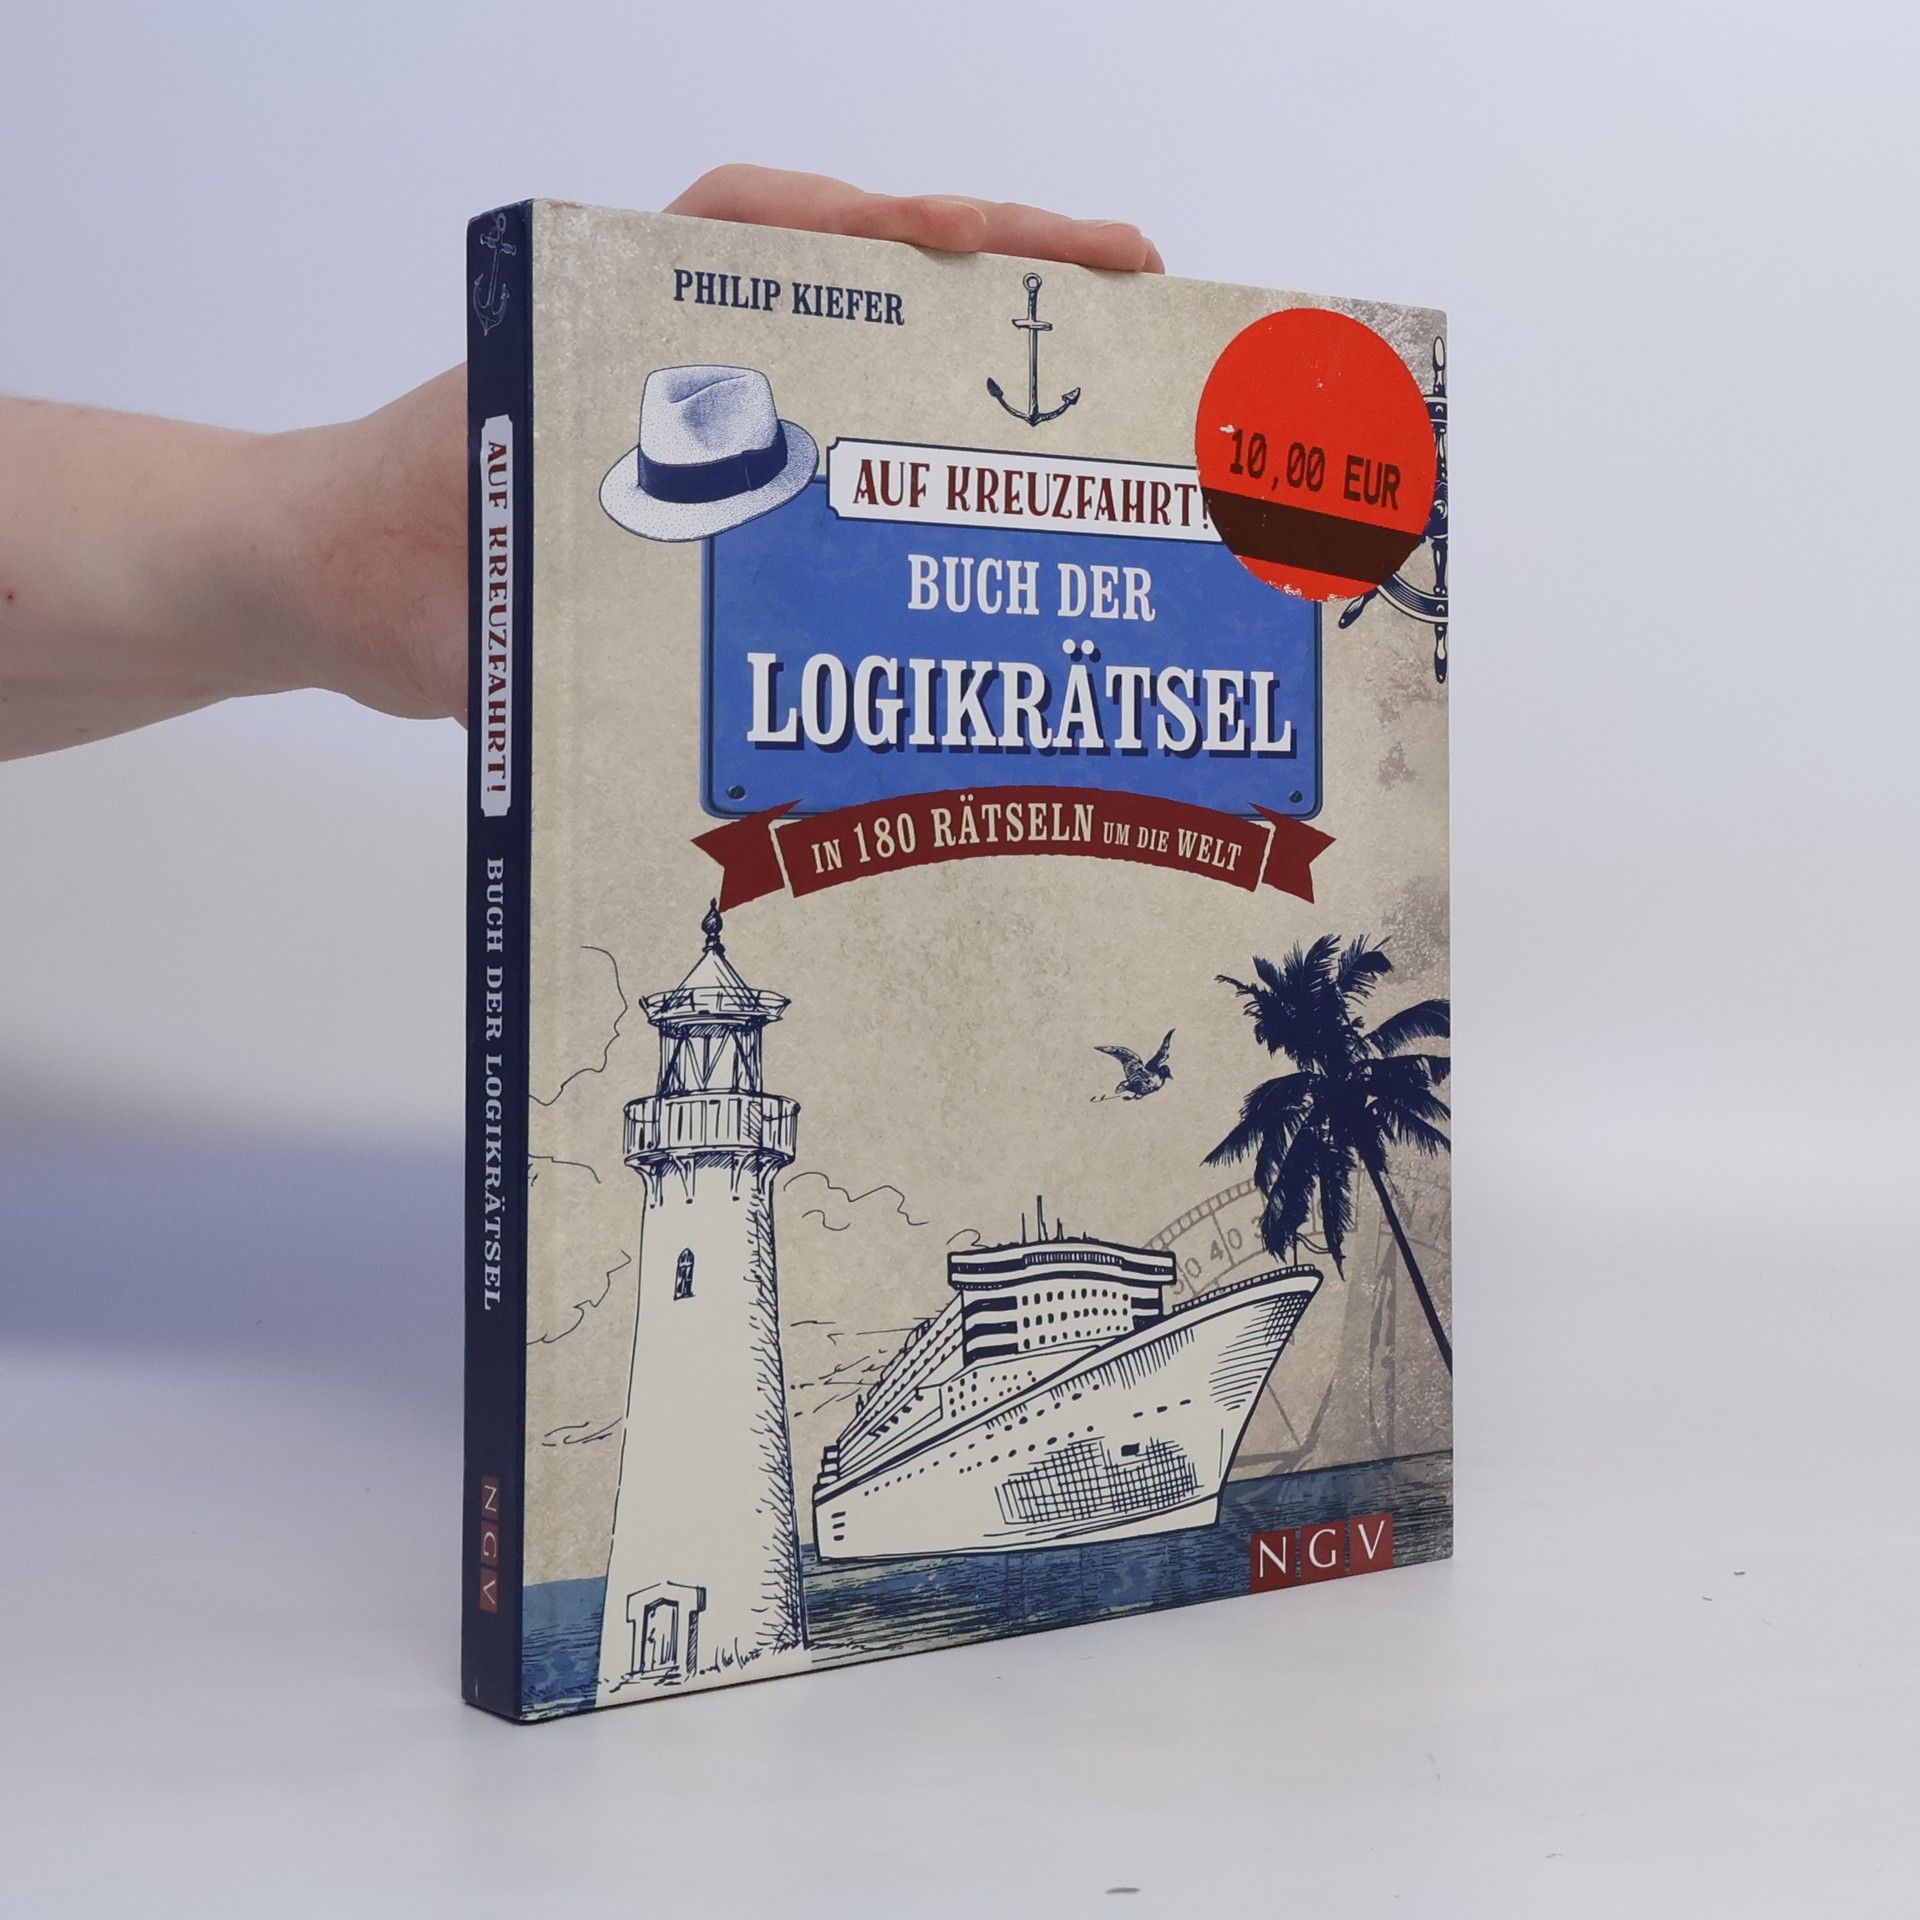 PHILIP KIEFER
10,00 EUR
AUF KREUZFAHRT!
BUCH DER
LOGIKRÄTSEL
IN 180 RÄTSELN UM DIE WELT
NGV
AUF KREUZFAHRT!
BUCH DER LOGIKRÄTSEL
NGV